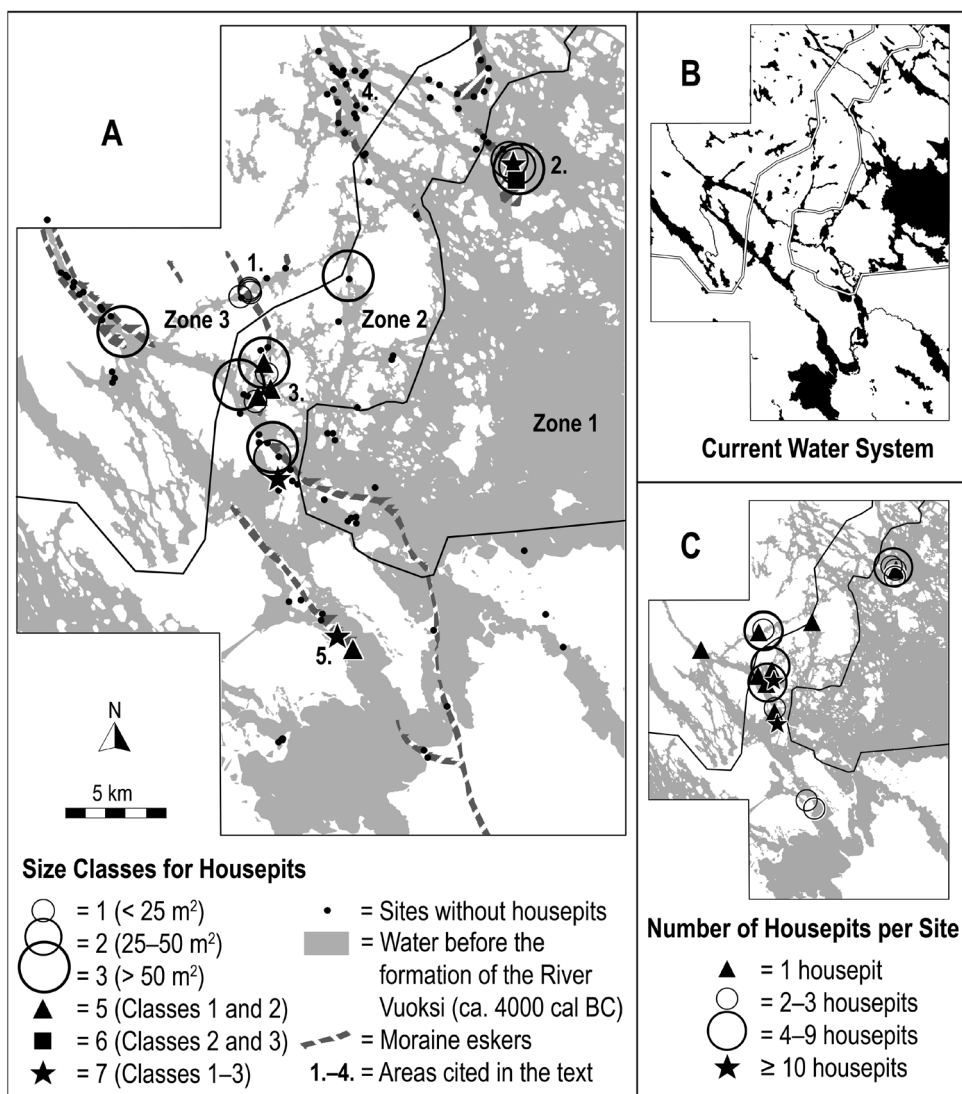 A
4.
2.
1.
Zone 3
Zone 2
3.
Zone 1
5.
N
5 km
Size Classes for Housepits
= 1 (< 25 m²)
= 2 (25–50 m²)
= 3 (> 50 m²)
= 5 (Classes 1 and 2)
= 6 (Classes 2 and 3)
= 7 (Classes 1–3)
= Sites without housepits
= Water before the
formation of the River
Vuoksi (ca. 4000 cal BC)
= Moraine eskers
1.–4. = Areas cited in the text
B
Current Water System
C
Number of Housepits per Site
= 1 housepit
= 2–3 housepits
= 4–9 housepits
≥ 10 housepits